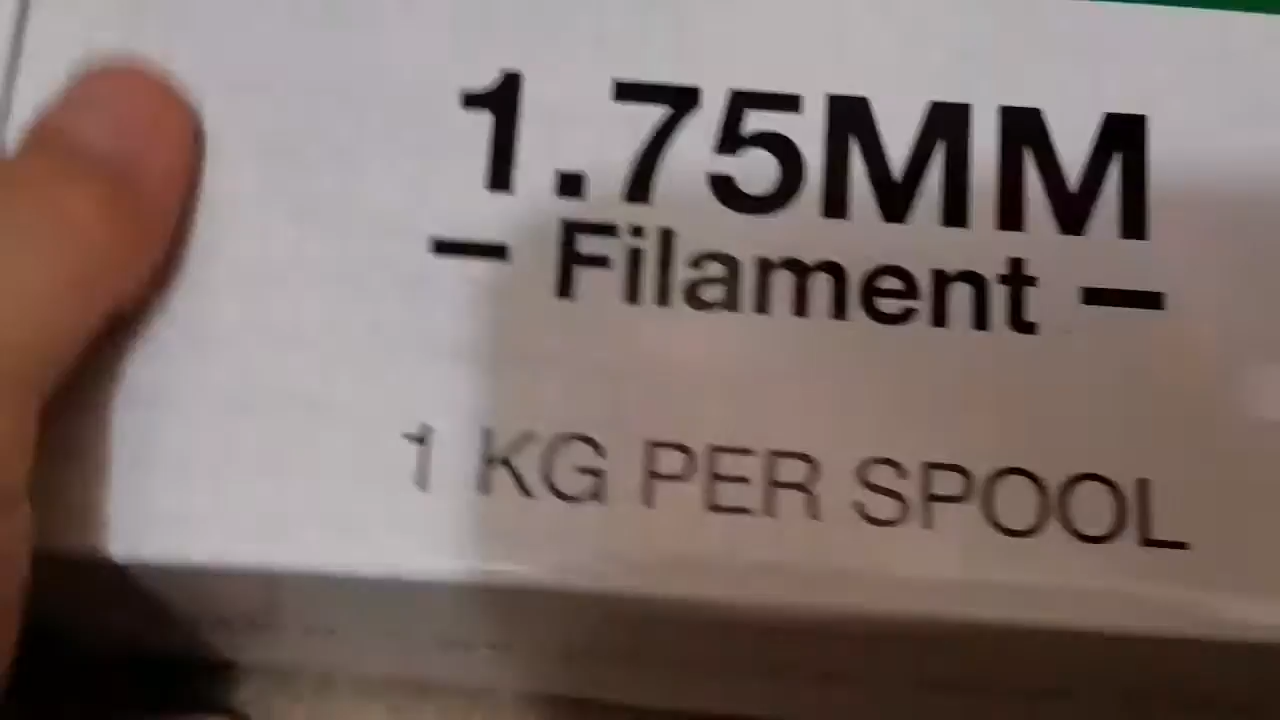 1.75MM
– Filament –
1 KG PER SPOOL